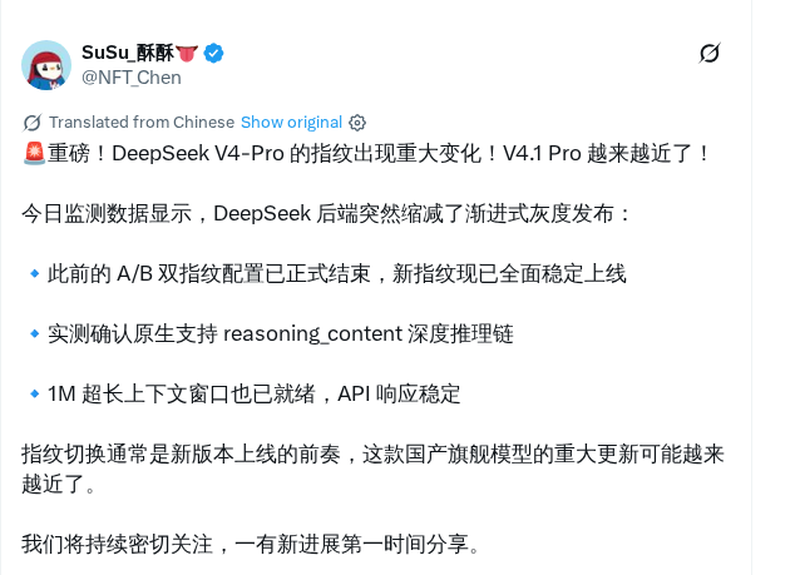 SuSu_酥酥👅
@NFT_Chen
Translated from Chinese Show original
🚨重磅！DeepSeek V4-Pro 的指纹出现重大变化！V4.1 Pro 越来越近了！
今日监测数据显示，DeepSeek 后端突然缩减了渐进式灰度发布：
🔹此前的 A/B 双指纹配置已正式结束，新指纹现已全面稳定上线
🔹实测确认原生支持 reasoning_content 深度推理链
🔹1M 超长上下文窗口也已就绪，API 响应稳定
指纹切换通常是新版本上线的前奏，这款国产旗舰模型的重大更新可能越来
越近了。
我们将持续密切关注，一有新进展第一时间分享。